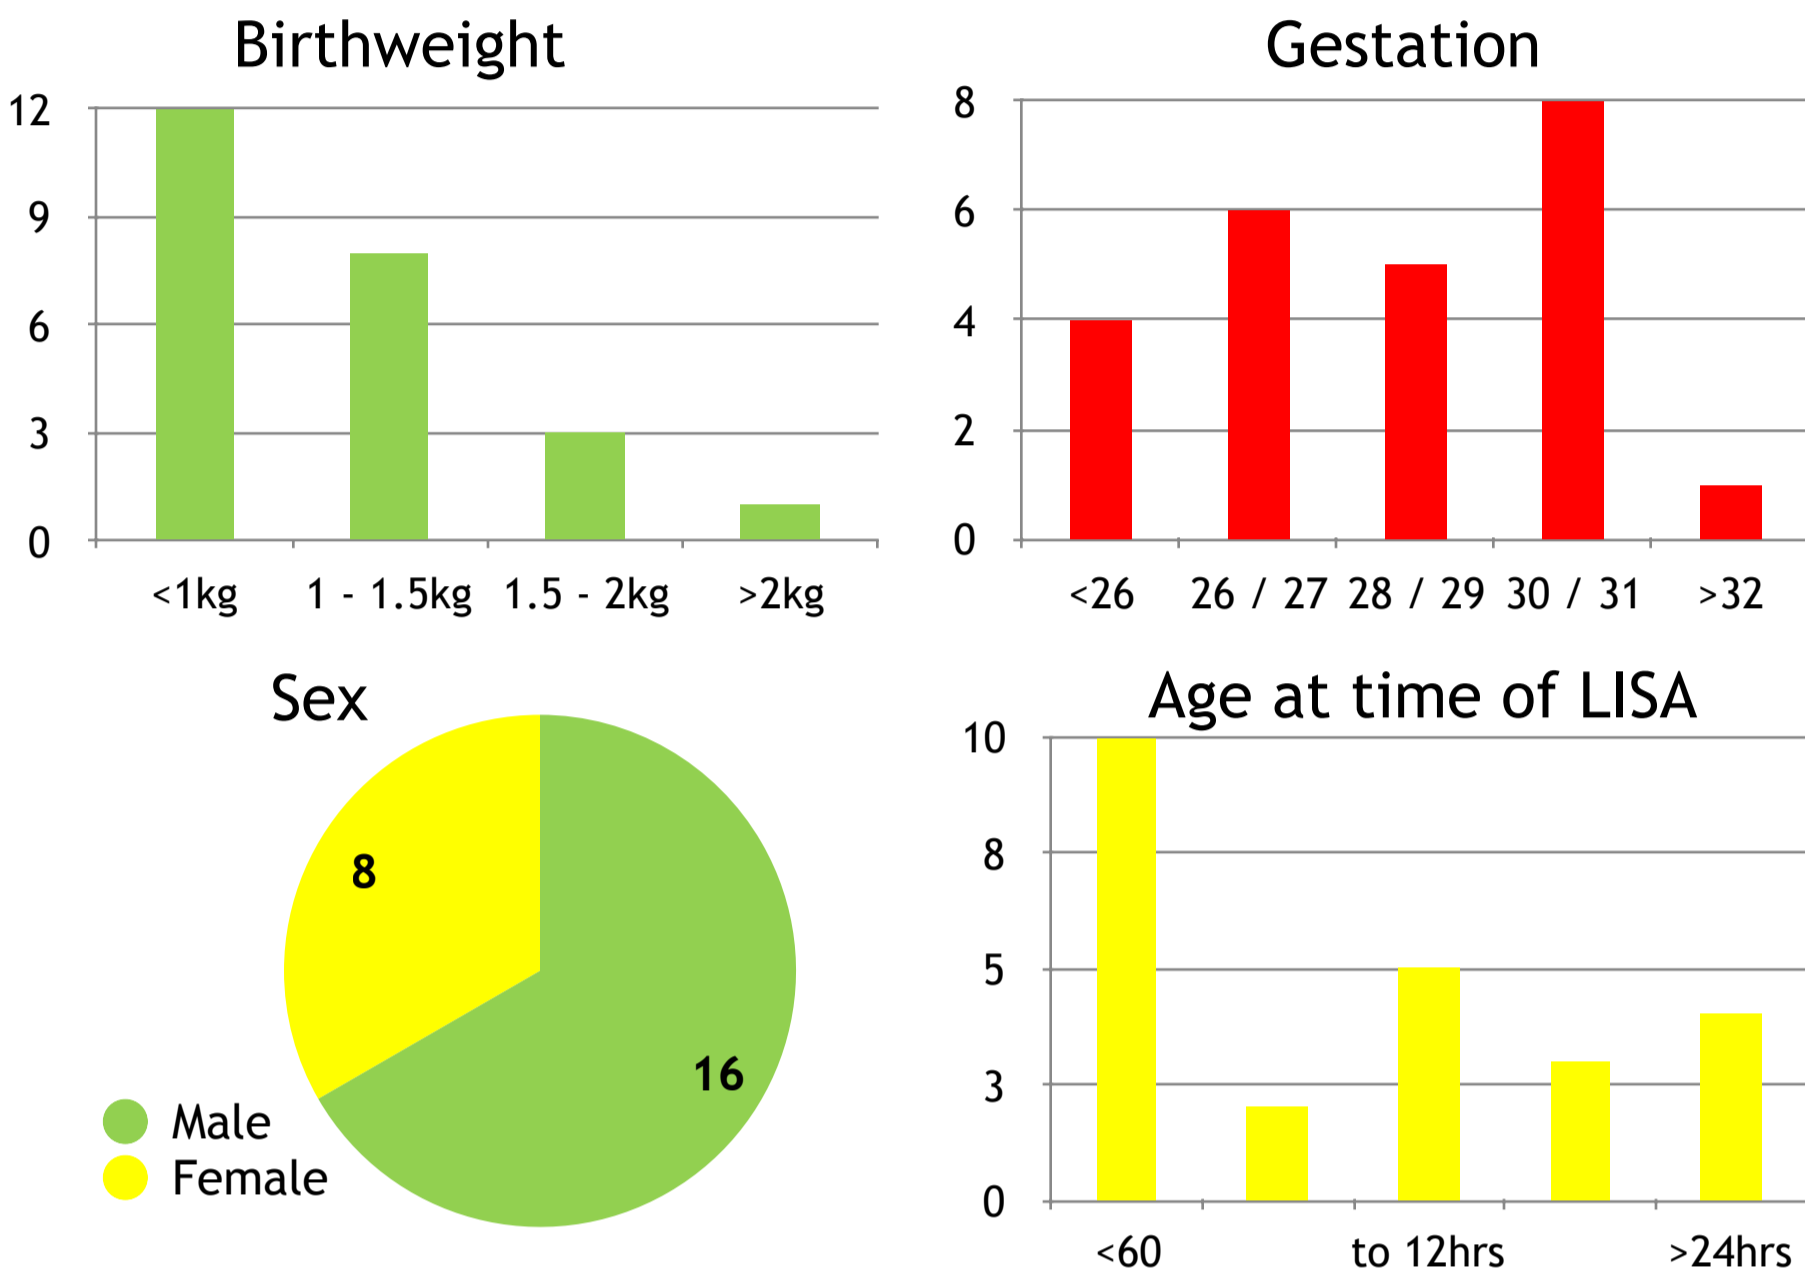 Birthweight
12
9
6
3
0
<1kg 1 - 1.5kg 1.5 - 2kg >2kg
Gestation
8
6
4
2
0
<26 26 / 27 28 / 29 30 / 31 >32
Sex
8
16
Male
Female
Age at time of LISA
10
8
5
3
0
<60 to 12hrs >24hrs